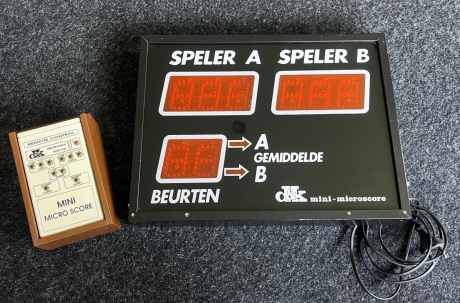 SPELER A SPELER B
A
GEMIDDELDE
B
BEURTEN
mini-microscore
REMOTE CONTROL
MINI
MICRO SCORE